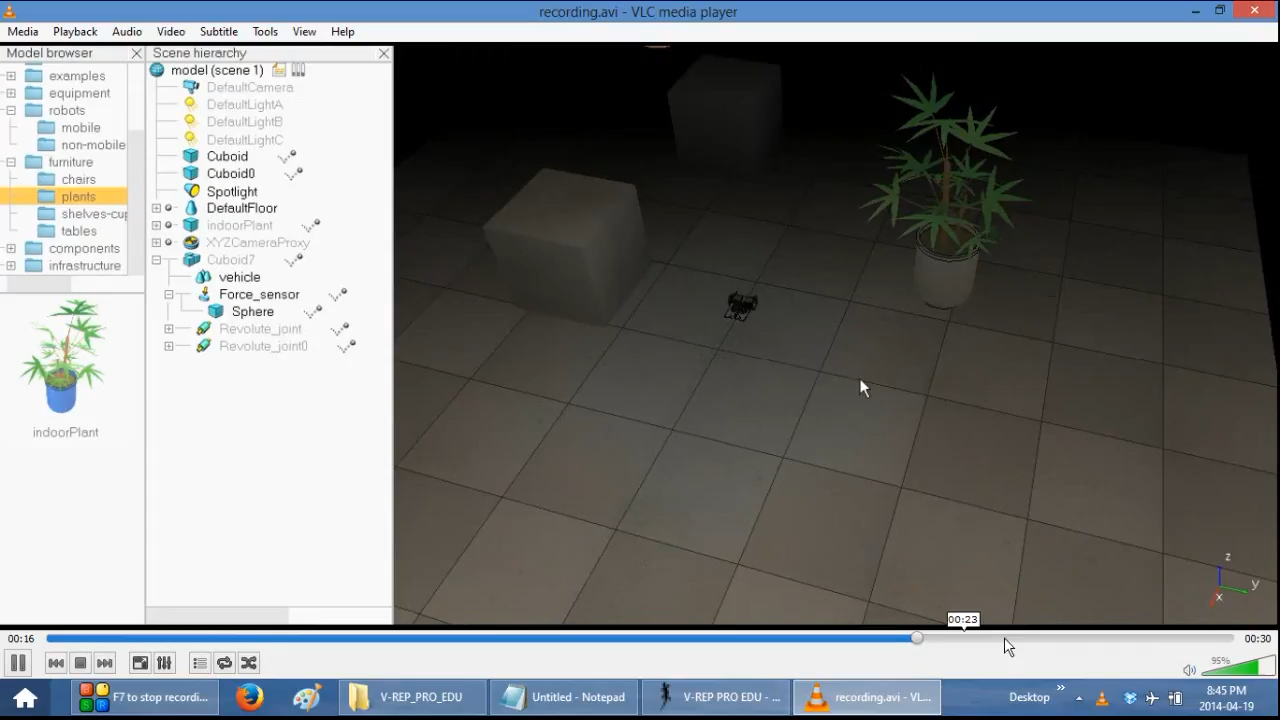 recording.avi - VLC media player
Media Playback Audio Video Subtitle Tools View Help
Model browser
examples
equipment
robots
mobile
non-mobile
furniture
chairs
plants
shelves-cup
tables
components
infrastructure
indoorPlant
Scene hierarchy
model (scene 1)
DefaultCamera
DefaultLightA
DefaultLightB
DefaultLightC
Cuboid
Cuboid0
Spotlight
DefaultFloor
indoorPlant
XYZCameraProxy
Cuboid7
vehicle
Force_sensor
Sphere
Revolute_joint
Revolute_joint0
z
y
x
00:23
00:16
00:30
95%
F7 to stop recordi...
V-REP_PRO_EDU
Untitled - Notepad
V-REP PRO EDU - ...
recording.avi - VL...
Desktop
8:45 PM
2014-04-19